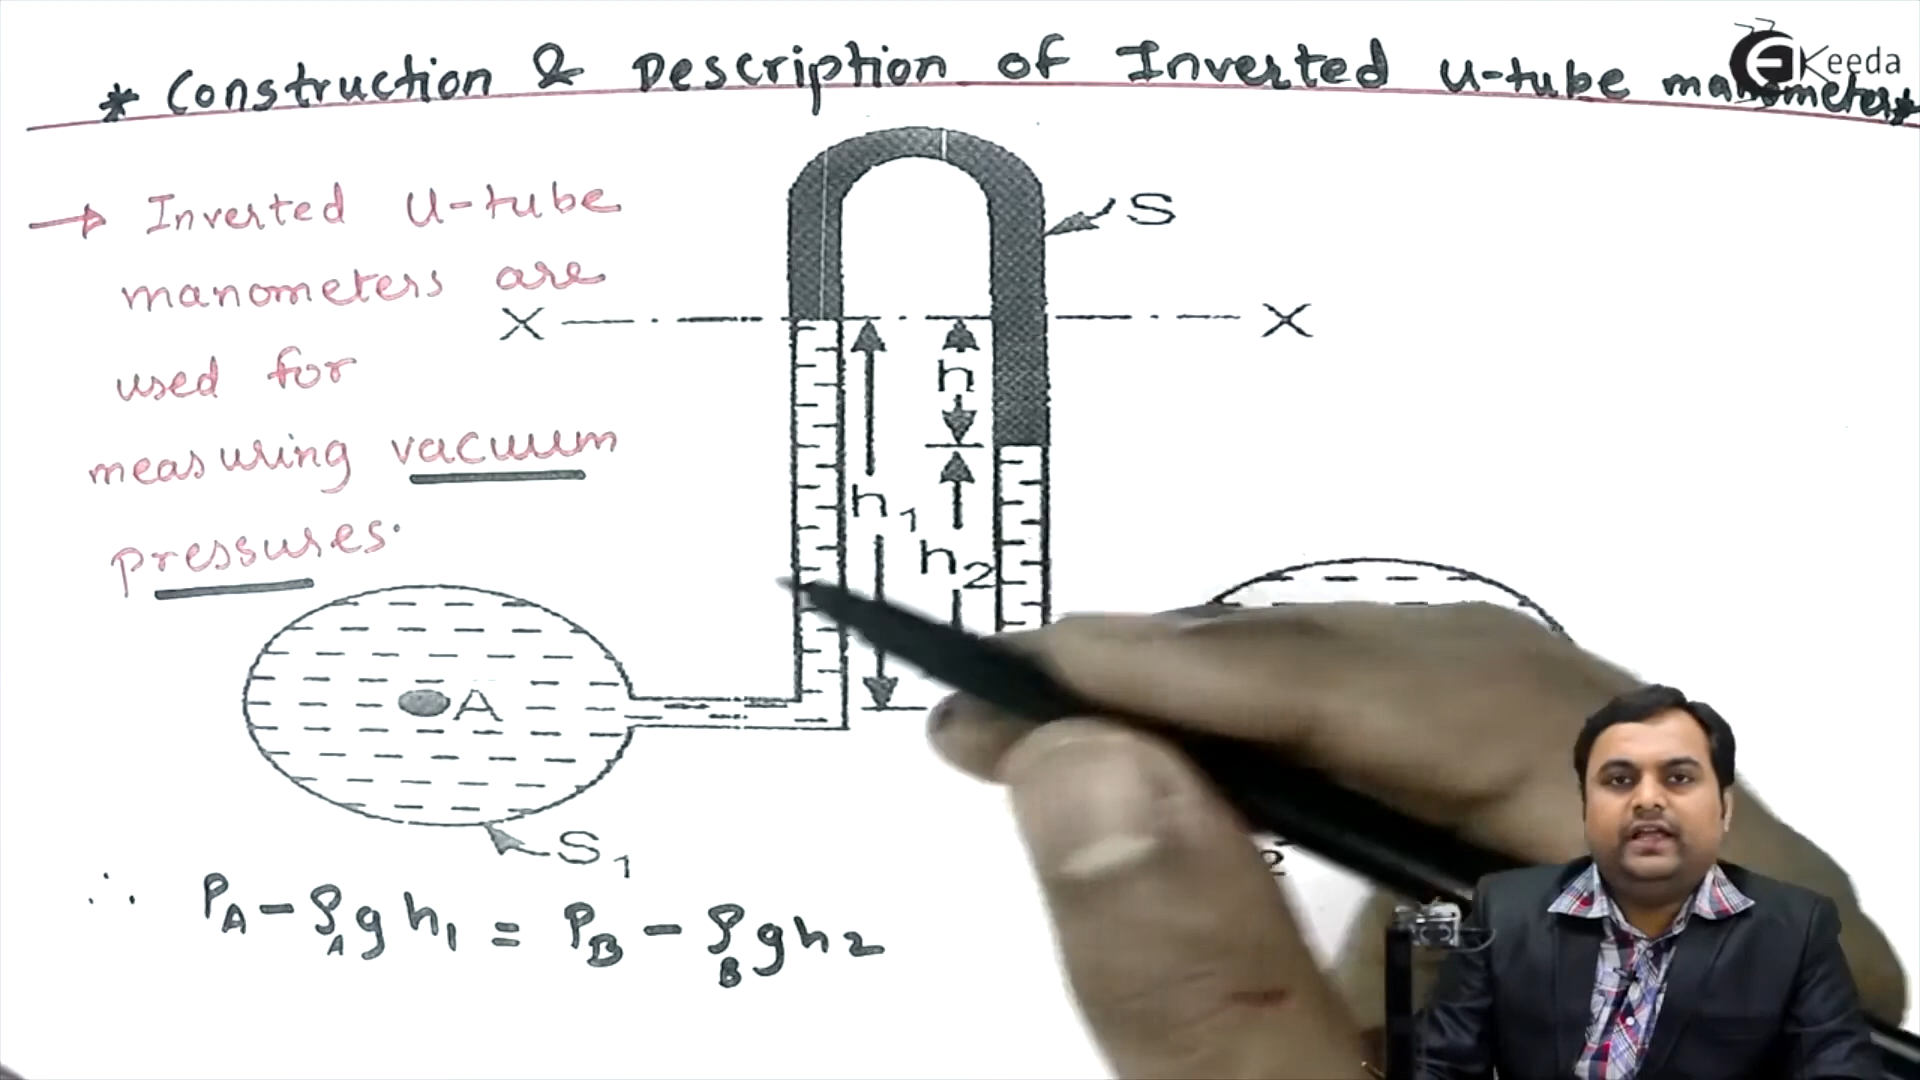 * Construction & Description of Inverted U-tube manometer *
Keeda
→ Inverted U-tube
manometers are
used for
measuring vacuum
pressures.
S
X
X
h
h1
h2
A
S1
2
∴ PA - ρA g h1 = PB - ρB g h2